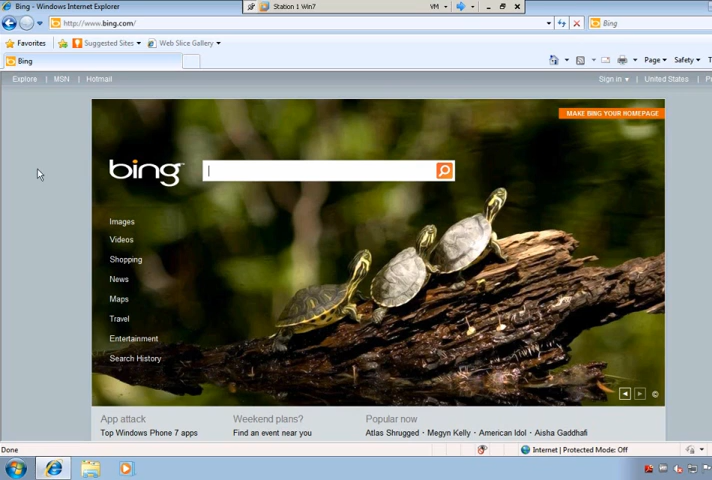 Bing - Windows Internet Explorer
Station 1 Win7
VM
http://www.bing.com/
Bing
Favorites
Suggested Sites
Web Slice Gallery
Bing
Page
Safety
Explore | MSN | Hotmail
Sign in | United States | P
MAKE BING YOUR HOMEPAGE
bing
Images
Videos
Shopping
News
Maps
Travel
Entertainment
Search History
©
App attack
Weekend plans?
Popular now
Top Windows Phone 7 apps
Find an event near you
Atlas Shrugged · Megyn Kelly · American Idol · Aisha Gaddhafi
Done
Internet | Protected Mode: Off